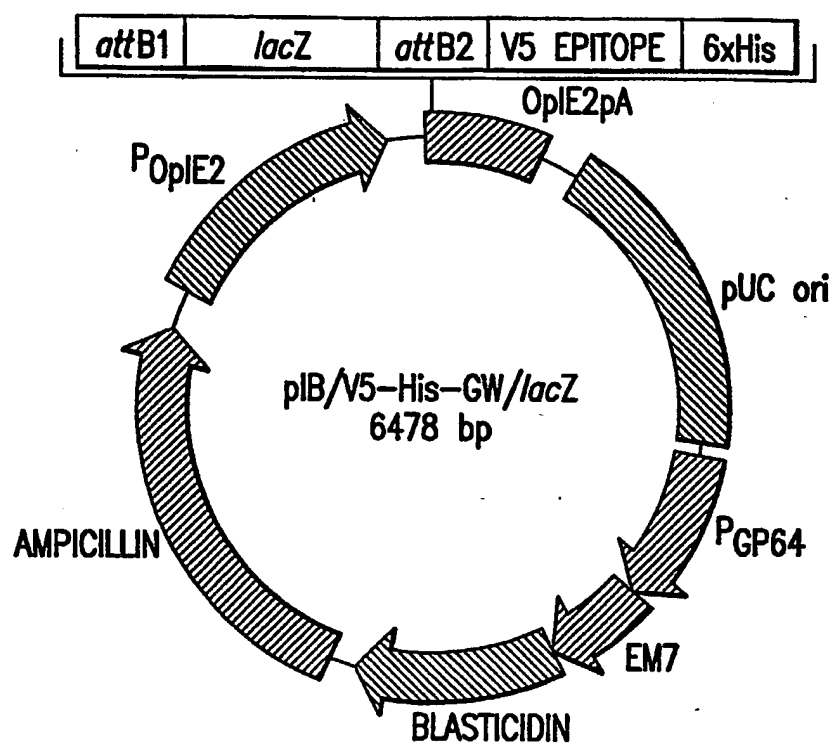 attB1 lacZ attB2 V5 EPITOPE 6xHis
OpIE2pA
POpIE2
pUC ori
pIB/V5-His-GW/lacZ
6478 bp
PGP64
AMPICILLIN
EM7
BLASTICIDIN